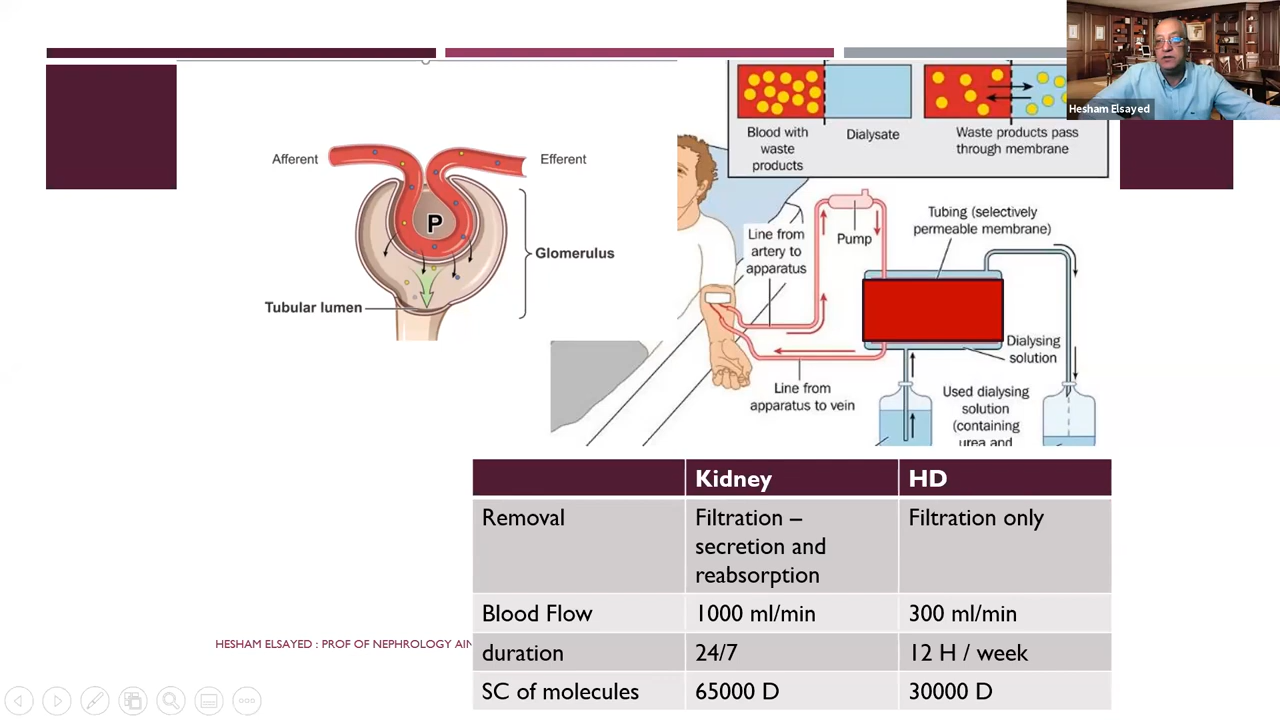 Hesham Elsayed
Blood with
waste
products
Dialysate
Waste products pass
through membrane
Afferent
Efferent
P
Glomerulus
Tubular lumen
Line from
artery to
apparatus
Pump
Tubing (selectively
permeable membrane)
Dialysing
solution
Line from
apparatus to vein
Used dialysing
solution
(containing
urea and
Kidney
HD
Removal
Filtration –
secretion and
reabsorption
Filtration only
Blood Flow
1000 ml/min
300 ml/min
duration
24/7
12 H / week
SC of molecules
65000 D
30000 D
HESHAM ELSAYED : PROF OF NEPHROLOGY AIN